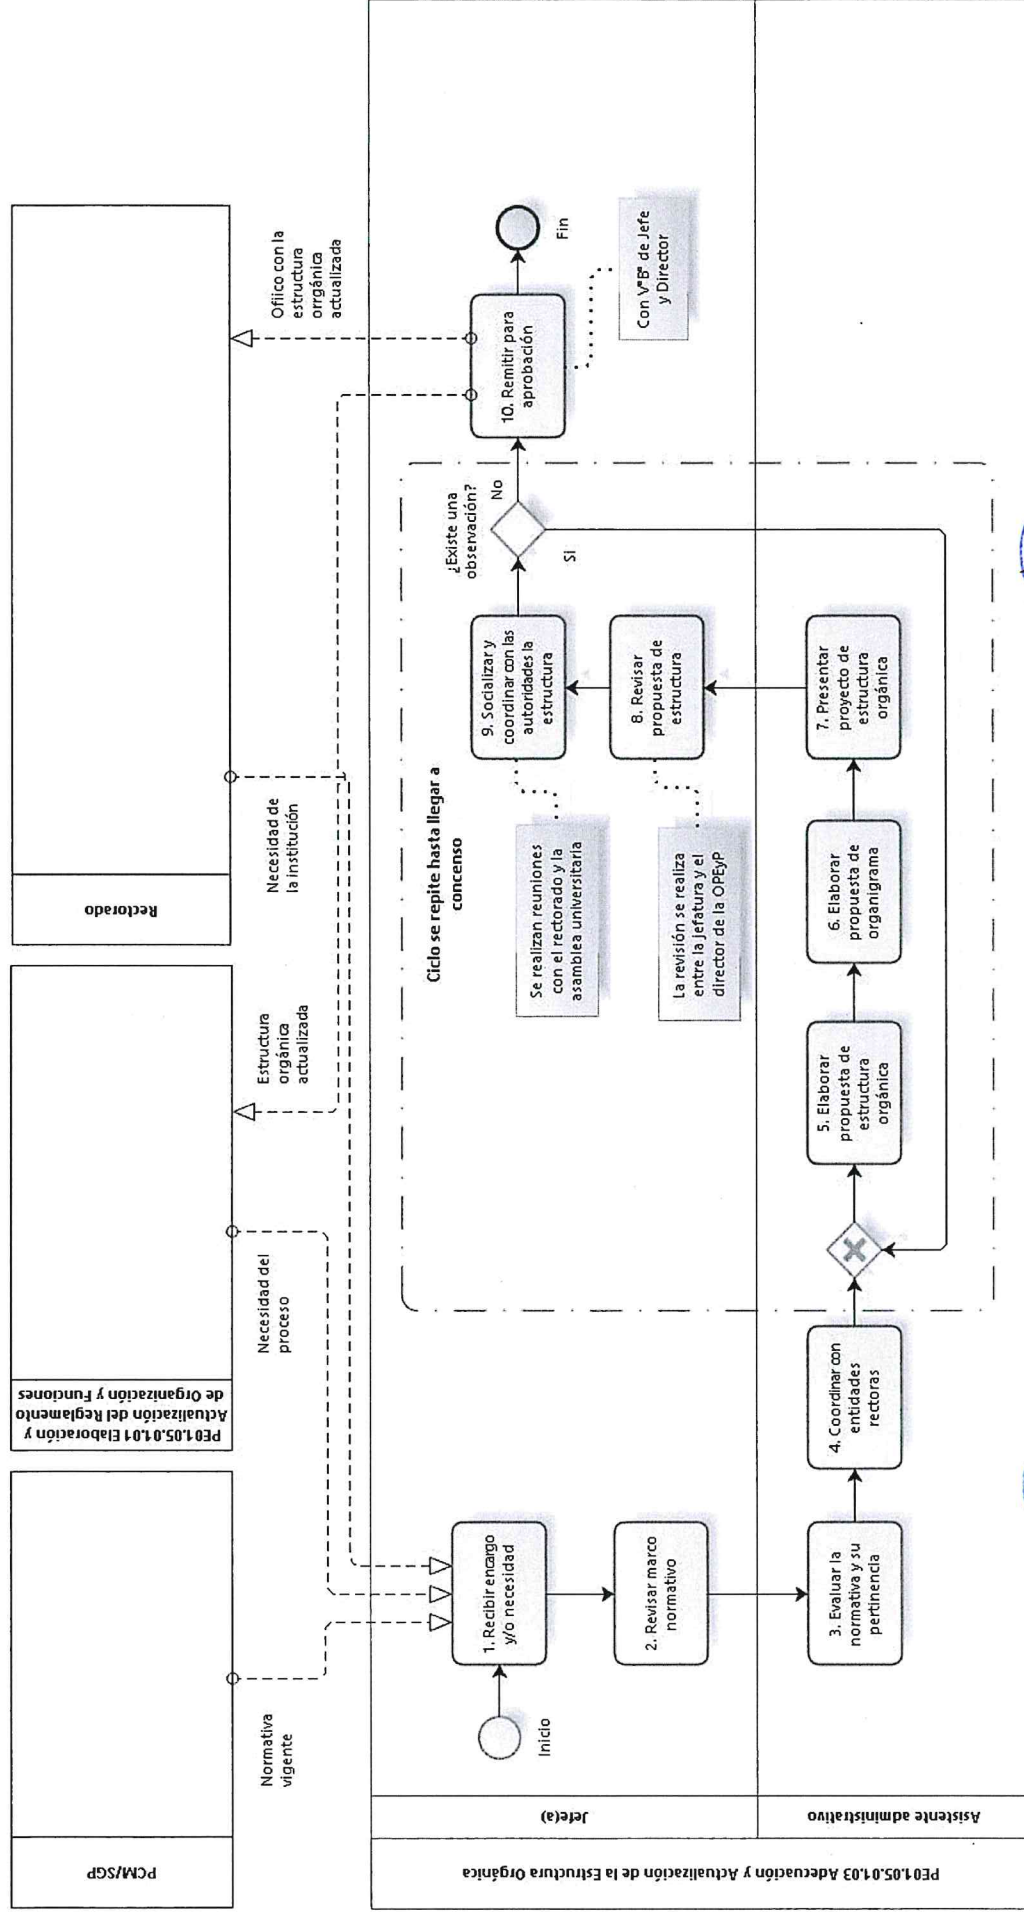 PCM/SGP
PE01.05.01.01 Elaboración y
Actualización del Reglamento
de Organización y Funciones
Rectorado
Normativa
vigente
Necesidad del
proceso
Estructura
orgánica
actualizada
Necesidad de
la institución
Ofiico con la
estructura
orrgánica
actualizada
PE01.05.01.03 Adecuación y Actualización de la Estructura Orgánica
Jefe(a)
Inicio
1. Recibir encargo
y/o necesidad
2. Revisar marco
normativo
Ciclo se repite hasta llegar a
concenso
Se realizan reuniones
con el rectorado y la
asamblea universitaria
La revisión se realiza
entre la jefatura y el
director de la OPEyP
9. Socializar y
coordinar con las
autoridades la
estructura
8. Revisar
propuesta de
estructura
¿Existe una
observación?
No
Si
10. Remitir para
aprobación
Con V°B° de Jefe
y Director
Fin
Asistente administrativo
3. Evaluar la
normativa y su
pertinencia
4. Coordinar con
entidades
rectoras
5. Elaborar
propuesta de
estructura
orgánica
6. Elaborar
propuesta de
organigrama
7. Presentar
proyecto de
estructura
orgánica